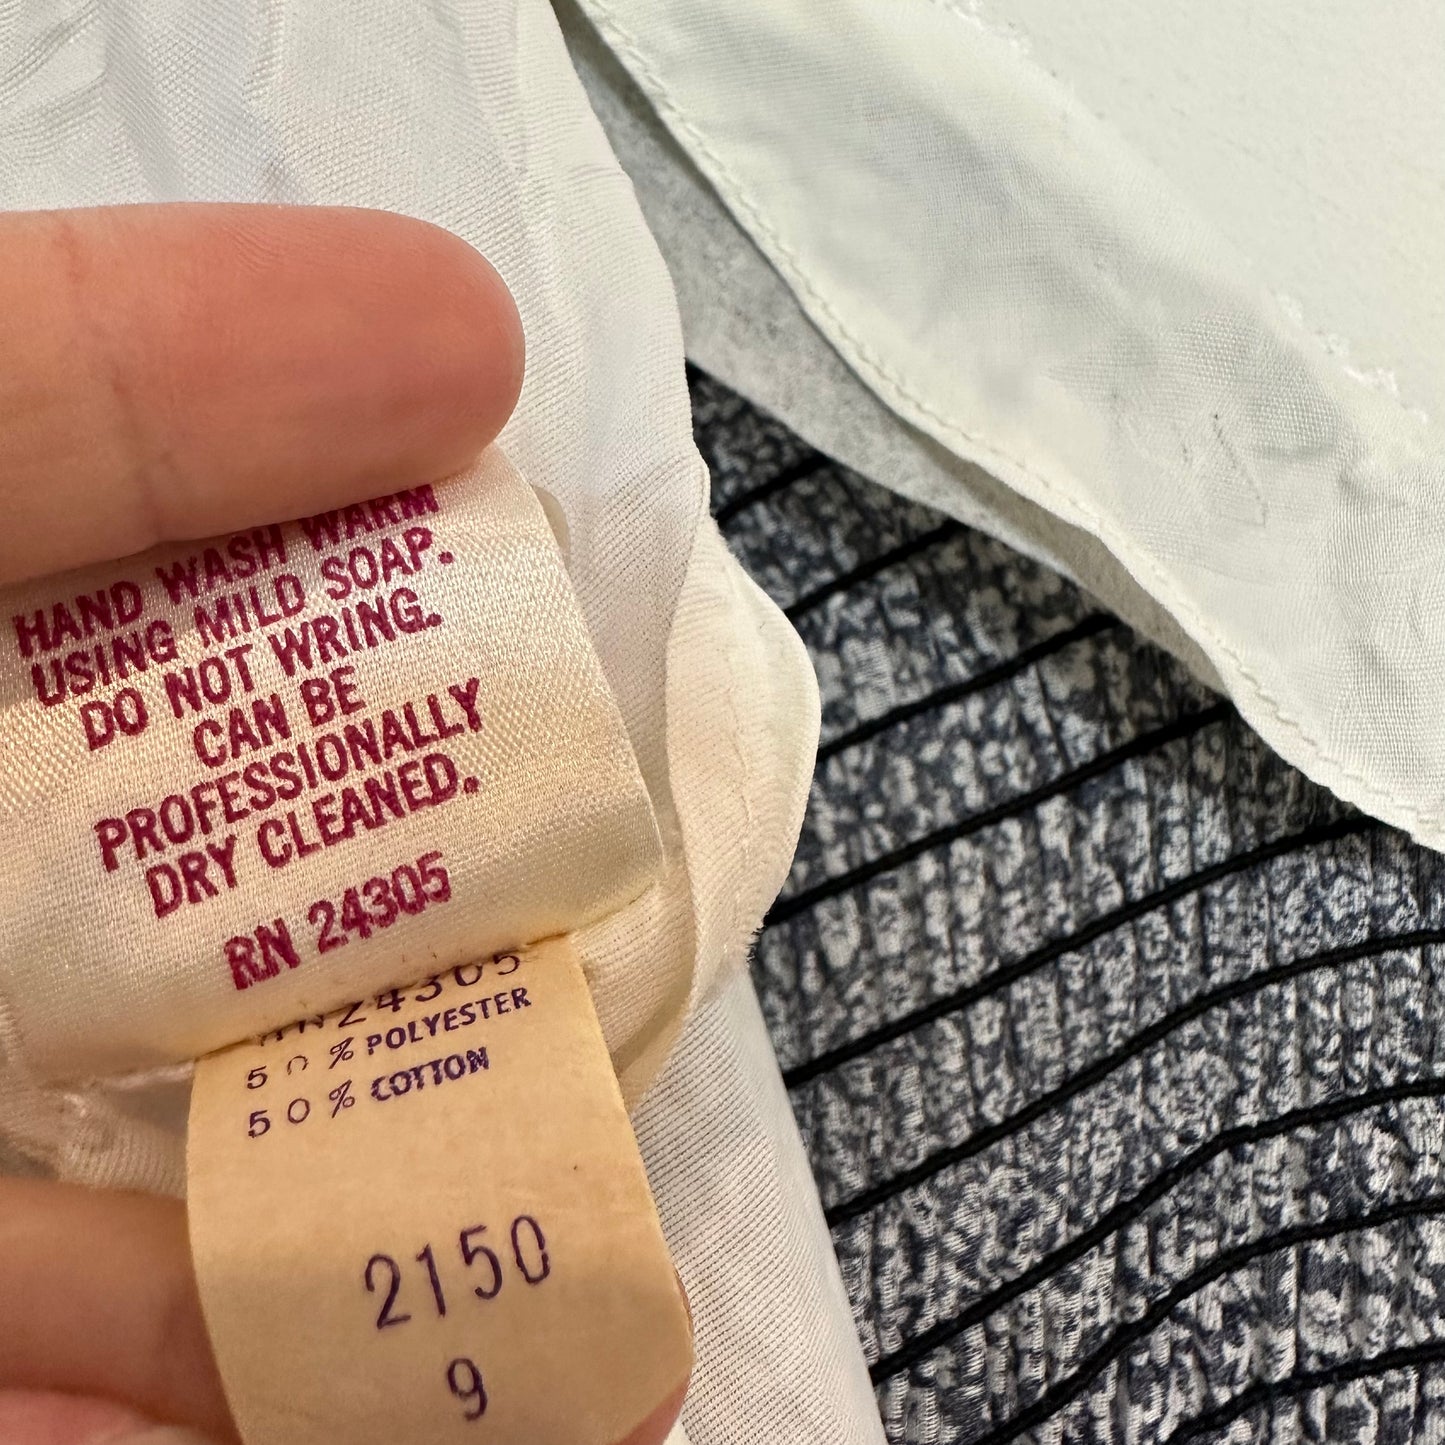 HAND WASH WARM
USING MILD SOAP.
DO NOT WRING.
CAN BE
PROFESSIONALLY
DRY CLEANED.
RN 24305
RN24305
50% POLYESTER
50% COTTON
2150
9